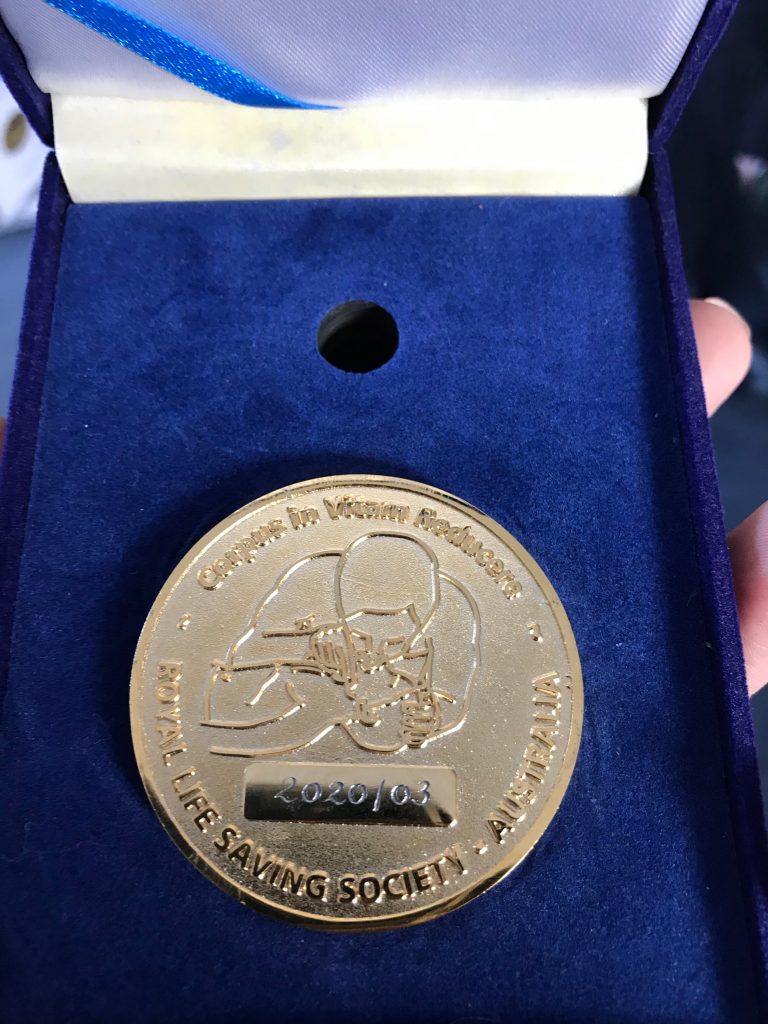 Corpus in Vitam Reducere
2020/03
ROYAL LIFE SAVING SOCIETY - AUSTRALIA